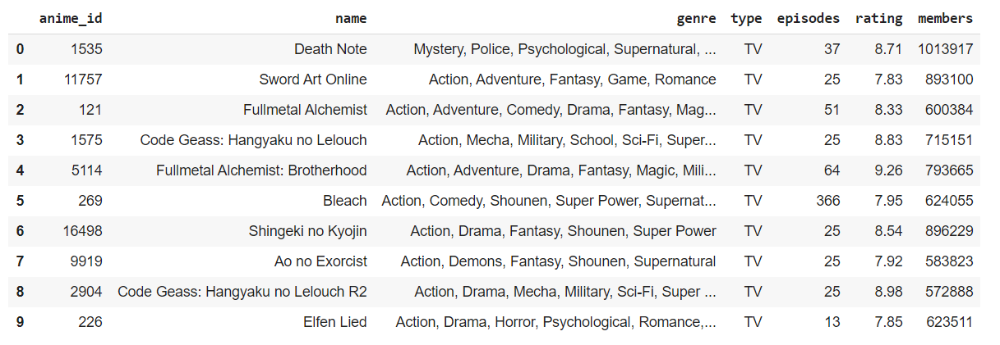 anime_id name genre type episodes rating members
0 1535 Death Note Mystery, Police, Psychological, Supernatural, ... TV 37 8.71 1013917
1 11757 Sword Art Online Action, Adventure, Fantasy, Game, Romance TV 25 7.83 893100
2 121 Fullmetal Alchemist Action, Adventure, Comedy, Drama, Fantasy, Mag... TV 51 8.33 600384
3 1575 Code Geass: Hangyaku no Lelouch Action, Mecha, Military, School, Sci-Fi, Super... TV 25 8.83 715151
4 5114 Fullmetal Alchemist: Brotherhood Action, Adventure, Drama, Fantasy, Magic, Mili... TV 64 9.26 793665
5 269 Bleach Action, Comedy, Shounen, Super Power, Supernat... TV 366 7.95 624055
6 16498 Shingeki no Kyojin Action, Drama, Fantasy, Shounen, Super Power TV 25 8.54 896229
7 9919 Ao no Exorcist Action, Demons, Fantasy, Shounen, Supernatural TV 25 7.92 583823
8 2904 Code Geass: Hangyaku no Lelouch R2 Action, Drama, Mecha, Military, Sci-Fi, Super ... TV 25 8.98 572888
9 226 Elfen Lied Action, Drama, Horror, Psychological, Romance,... TV 13 7.85 623511